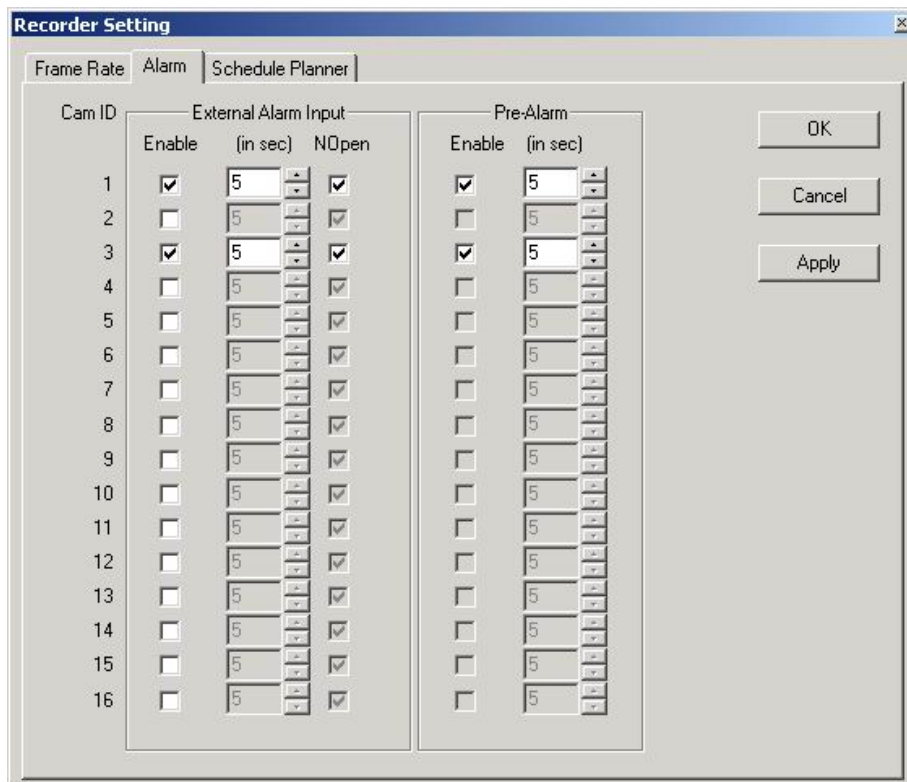 Recorder Setting
Frame Rate Alarm Schedule Planner
Cam ID External Alarm Input Pre-Alarm
Enable (in sec) NOpen Enable (in sec)
OK
1 5 5
Cancel
2 5 5
3 5 5
Apply
4 5 5
5 5 5
6 5 5
7 5 5
8 5 5
9 5 5
10 5 5
11 5 5
12 5 5
13 5 5
14 5 5
15 5 5
16 5 5